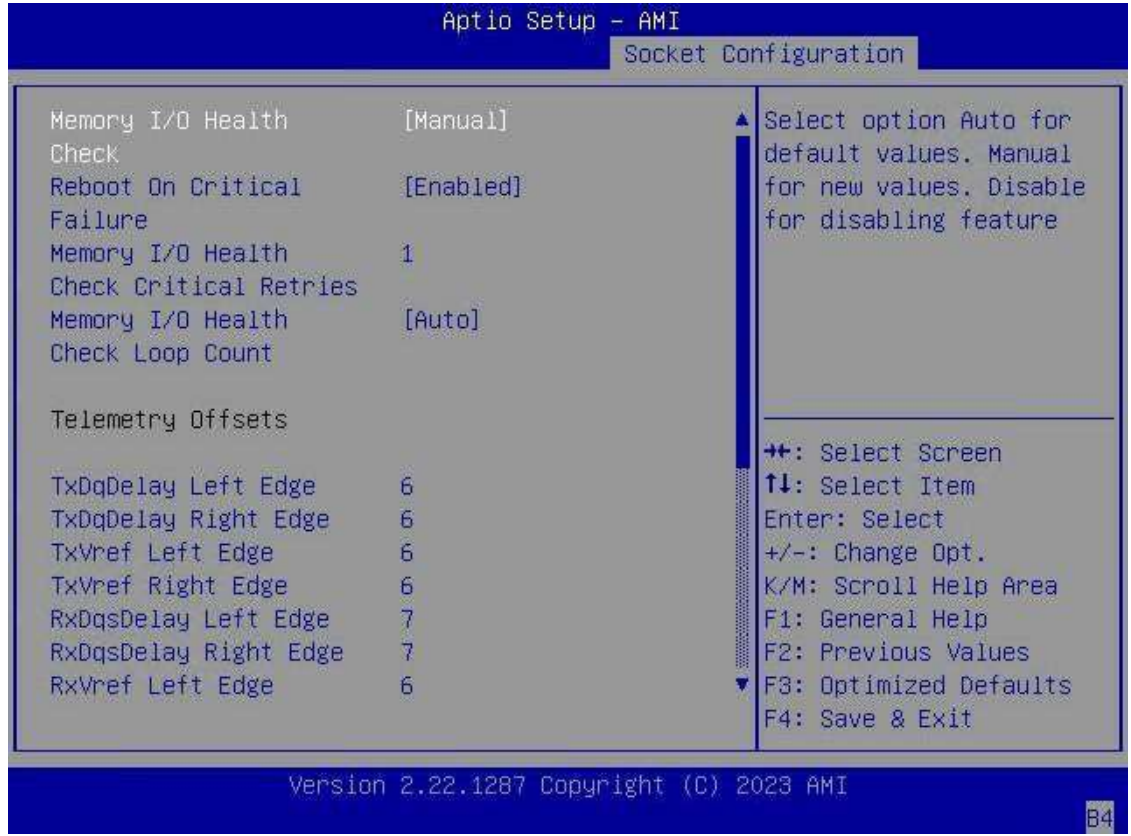 Aptio Setup – AMI
Socket Configuration
Memory I/O Health [Manual]
Check
Reboot On Critical [Enabled]
Failure
Memory I/O Health 1
Check Critical Retries
Memory I/O Health [Auto]
Check Loop Count
Telemetry Offsets
TxDqDelay Left Edge 6
TxDqDelay Right Edge 6
TxVref Left Edge 6
TxVref Right Edge 6
RxDqsDelay Left Edge 7
RxDqsDelay Right Edge 7
RxVref Left Edge 6
Select option Auto for
default values. Manual
for new values. Disable
for disabling feature
→←: Select Screen
↑↓: Select Item
Enter: Select
+/-: Change Opt.
K/M: Scroll Help Area
F1: General Help
F2: Previous Values
F3: Optimized Defaults
F4: Save & Exit
Version 2.22.1287 Copyright (C) 2023 AMI
B4